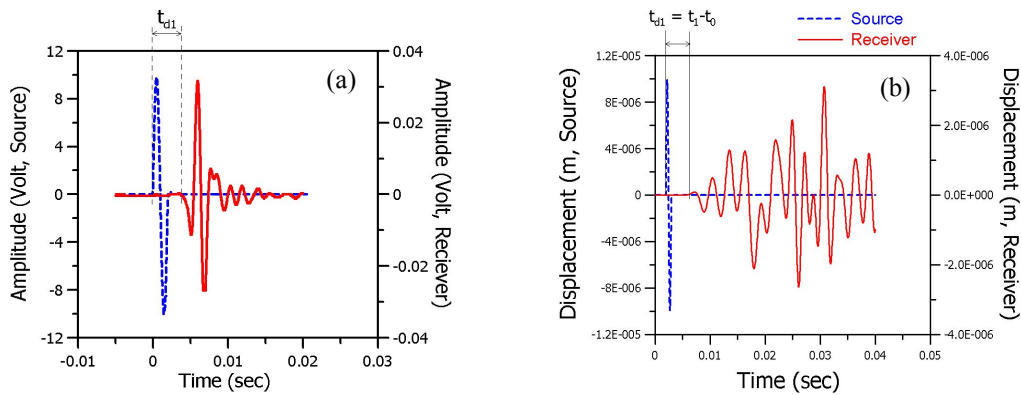 t_d1
(a)
Amplitude (Volt, Source)
12
8
4
0
-4
-8
-12
0.04
0.02
0.00
-0.02
-0.04
Amplitude (Volt, Reciever)
-0.01
0
0.01
0.02
0.03
Time (sec)
t_d1 = t_1-t_0
Source
Receiver
(b)
Displacement (m, Source)
1.2E-005
8E-006
4E-006
0
-4E-006
-8E-006
-1.2E-005
4.0E-006
2.0E-006
0.0E+000
-2.0E-006
-4.0E-006
Displacement (m, Receiver)
0
0.01
0.02
0.03
0.04
0.05
Time (sec)